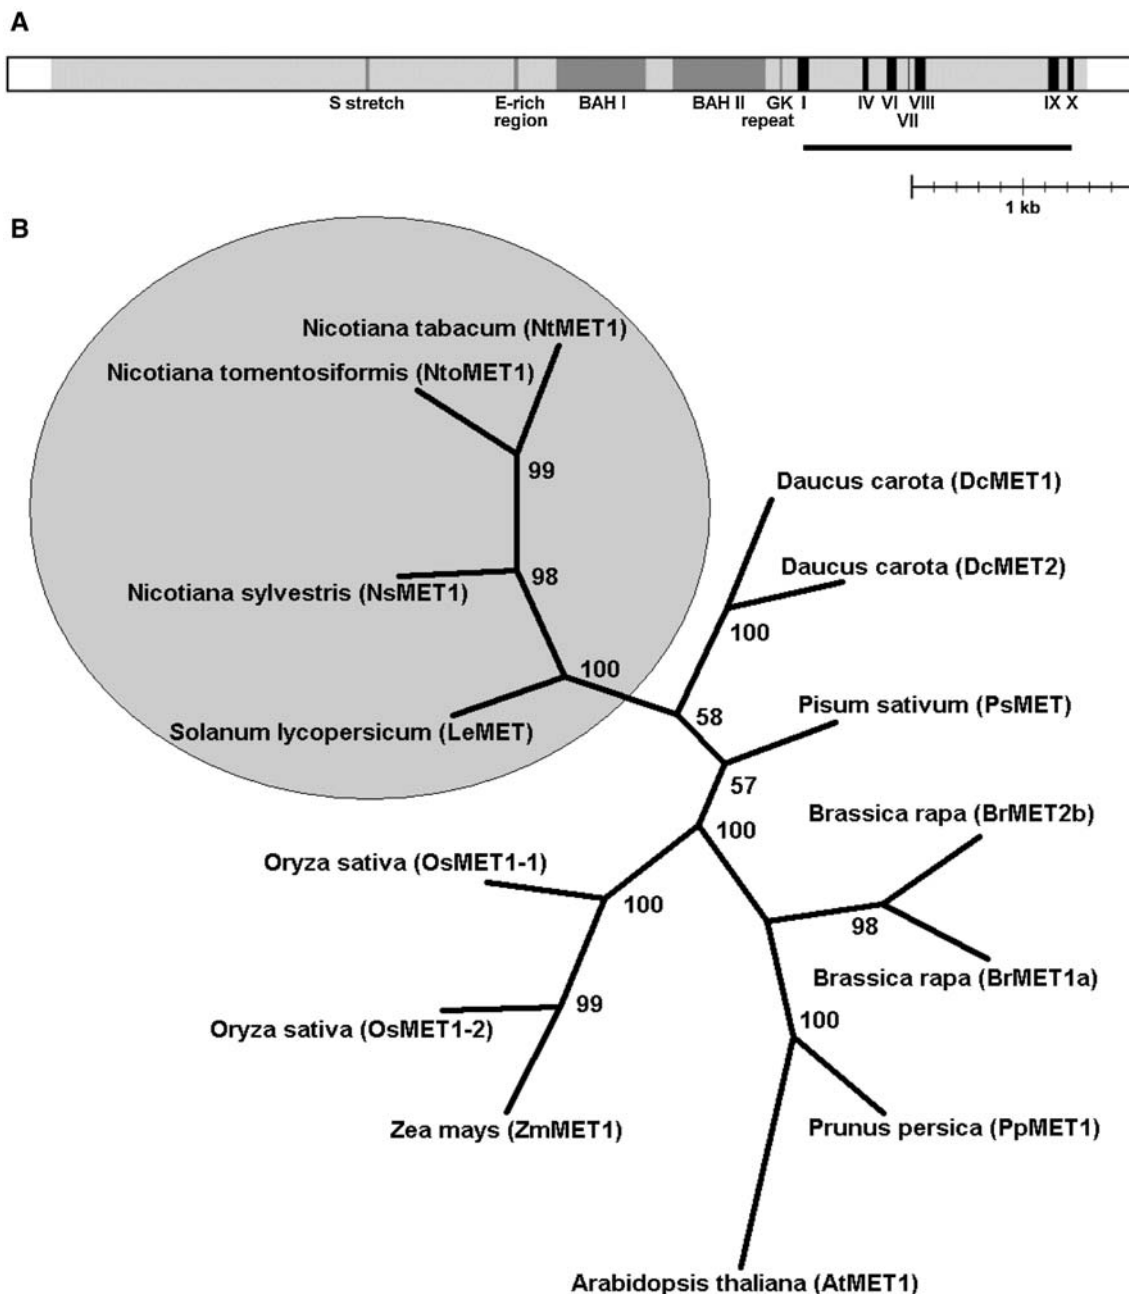 A
S stretch E-rich BAH I BAH II GK I IV VI VIII IX X
region repeat VII
1 kb
B
Nicotiana tabacum (NtMET1)
Nicotiana tomentosiformis (NtoMET1)
99
Daucus carota (DcMET1)
Daucus carota (DcMET2)
98
Nicotiana sylvestris (NsMET1)
100
100
Pisum sativum (PsMET)
58
Solanum lycopersicum (LeMET)
57
Brassica rapa (BrMET2b)
100
Oryza sativa (OsMET1-1)
100
98
Brassica rapa (BrMET1a)
99
100
Oryza sativa (OsMET1-2)
Zea mays (ZmMET1)
Prunus persica (PpMET1)
Arabidopsis thaliana (AtMET1)